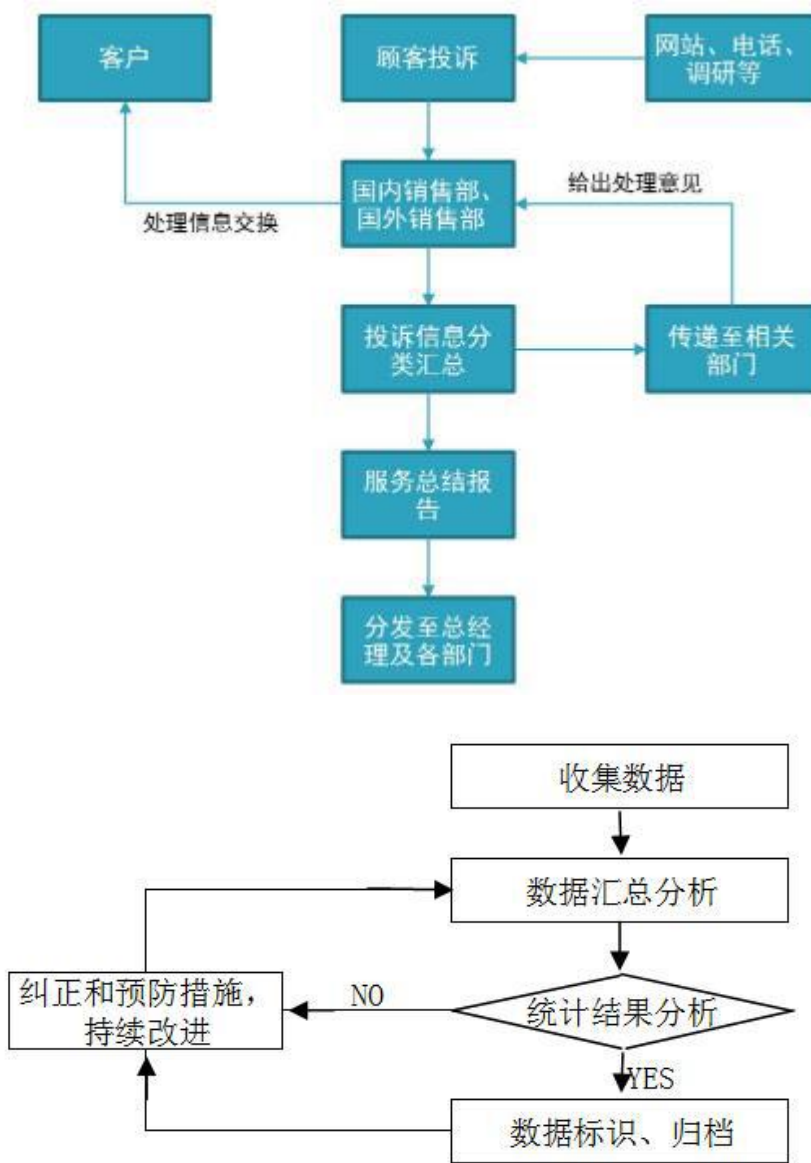 客户
顾客投诉
网站、电话、
调研等
国内销售部、
国外销售部
给出处理意见
处理信息交换
投诉信息分
类汇总
传递至相关
部门
服务总结报
告
分发至总经
理及各部门
收集数据
数据汇总分析
纠正和预防措施，
持续改进
NO
统计结果分析
YES
数据标识、归档